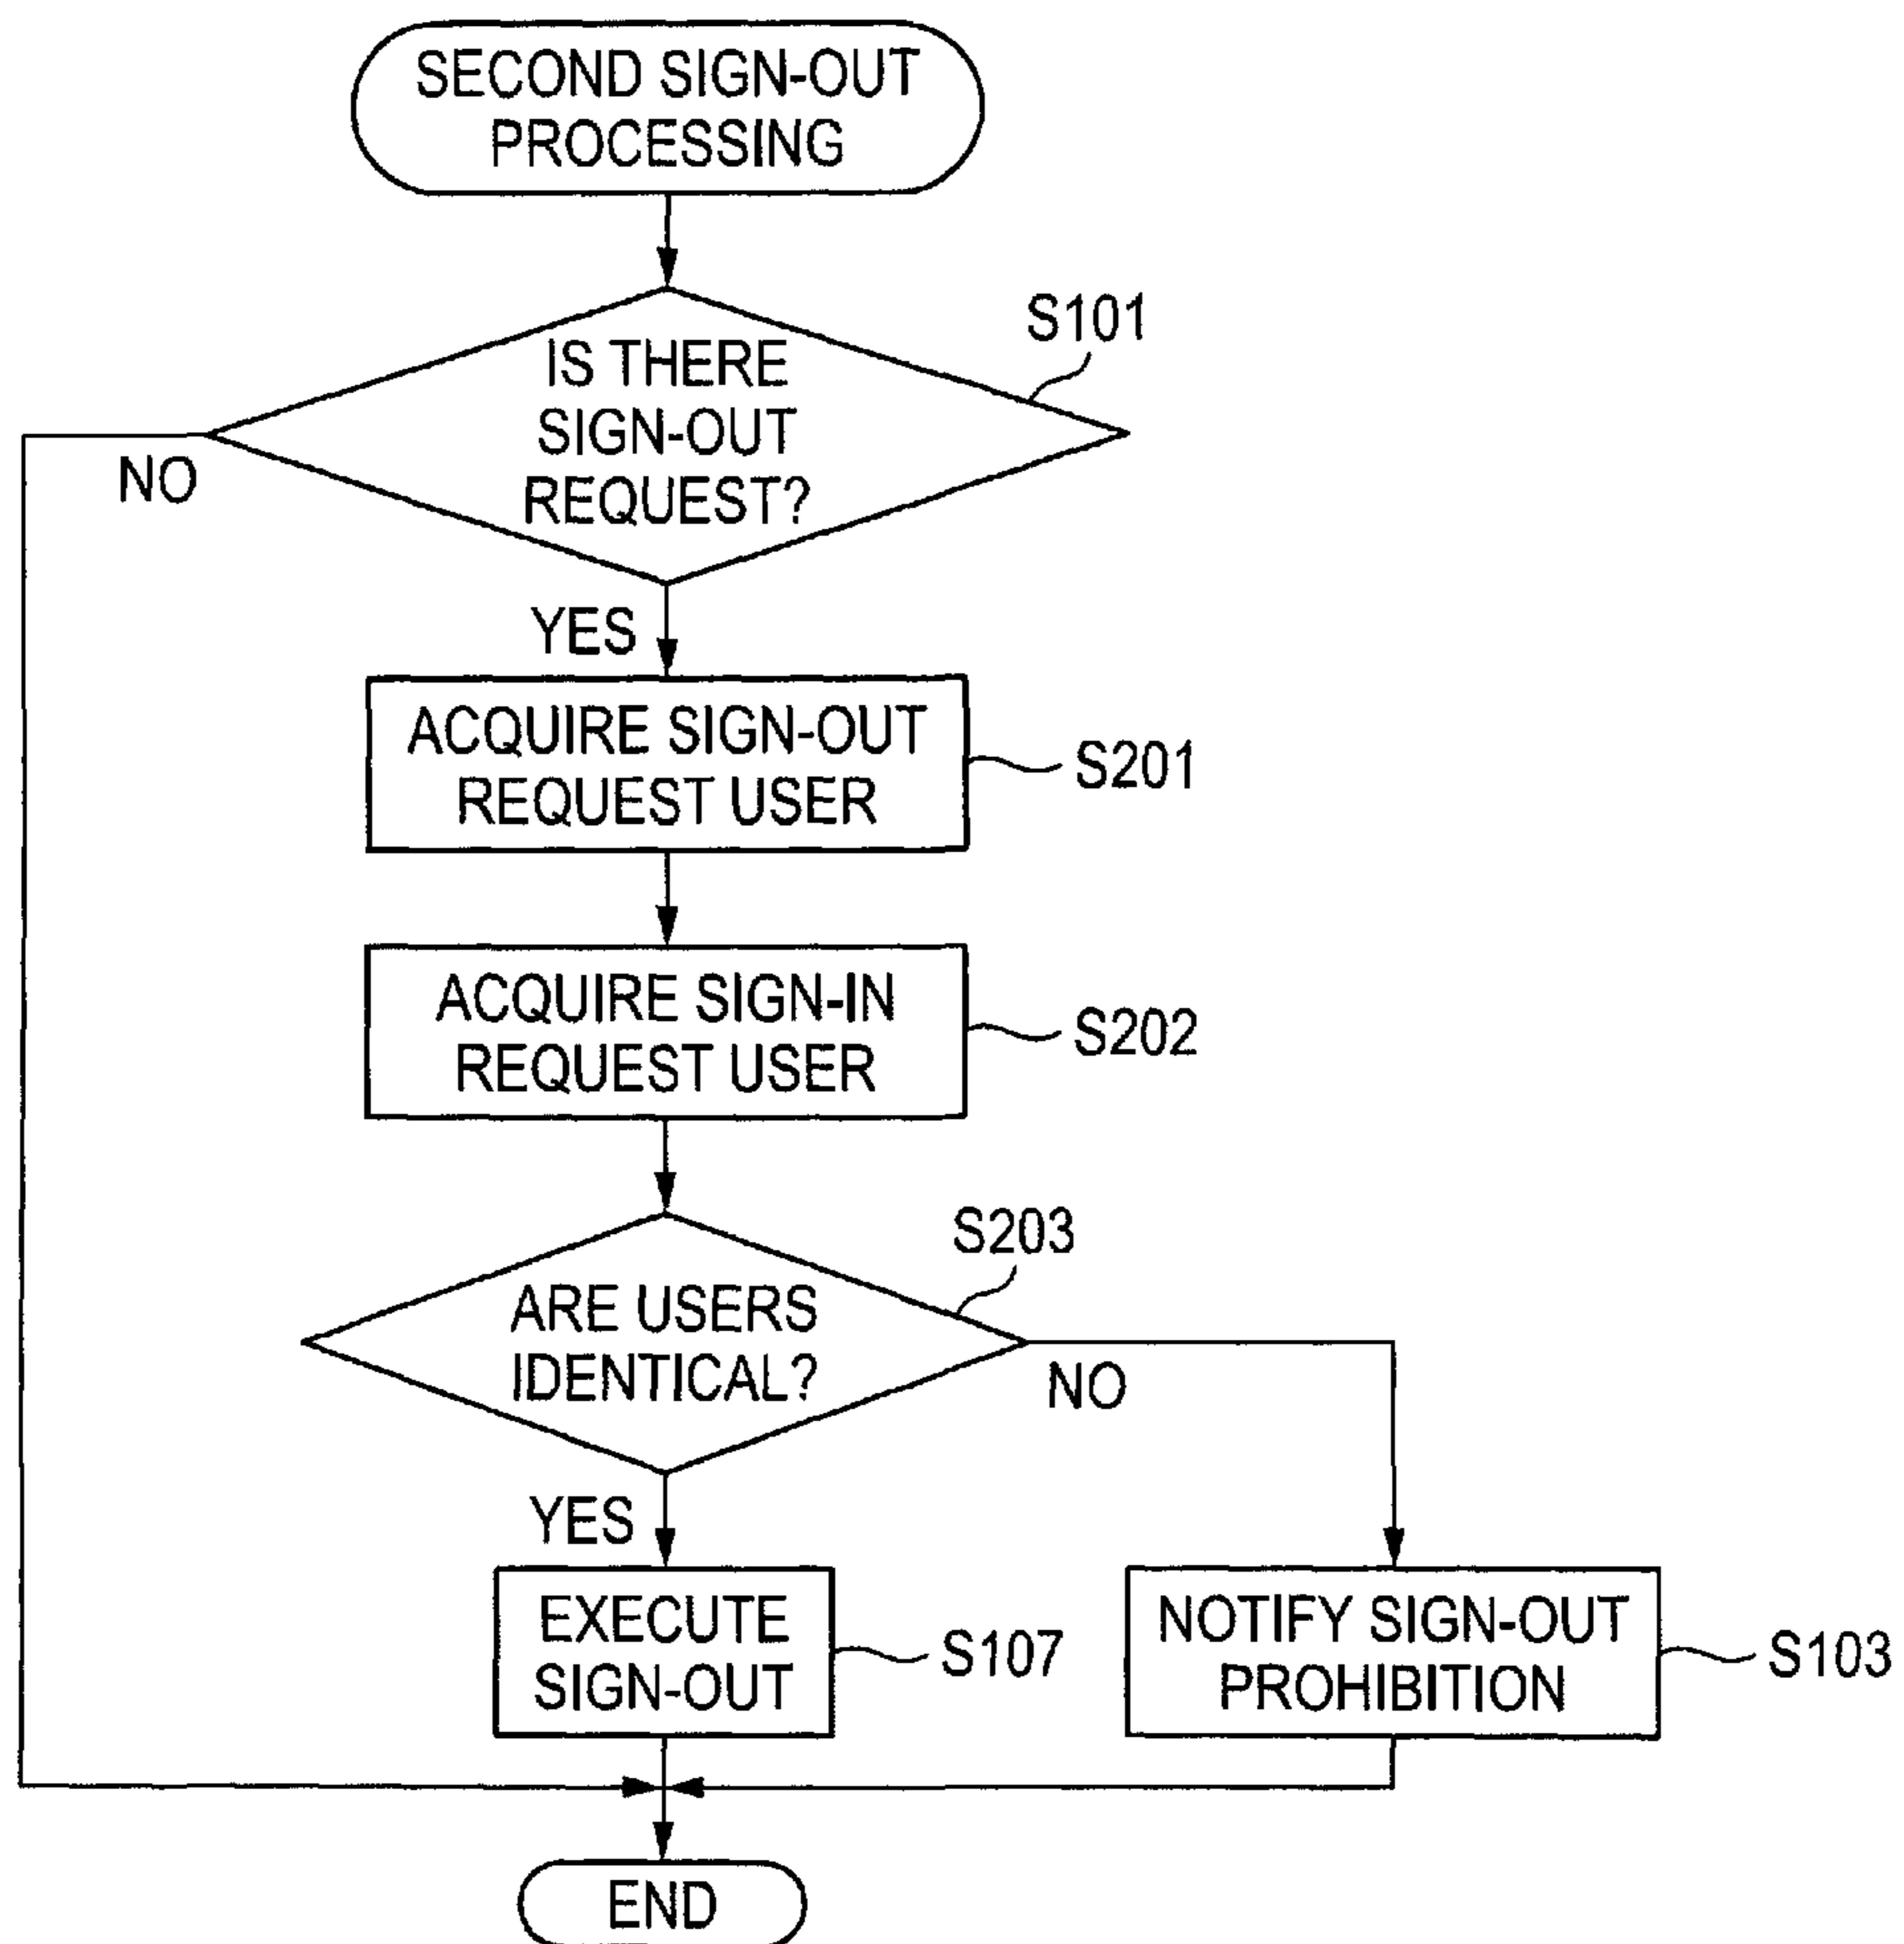 SECOND SIGN-OUT
PROCESSING
S101
IS THERE
SIGN-OUT
REQUEST?
NO
YES
ACQUIRE SIGN-OUT
REQUEST USER
S201
ACQUIRE SIGN-IN
REQUEST USER
S202
S203
ARE USERS
IDENTICAL?
NO
YES
EXECUTE
SIGN-OUT
S107
NOTIFY SIGN-OUT
PROHIBITION
S103
END